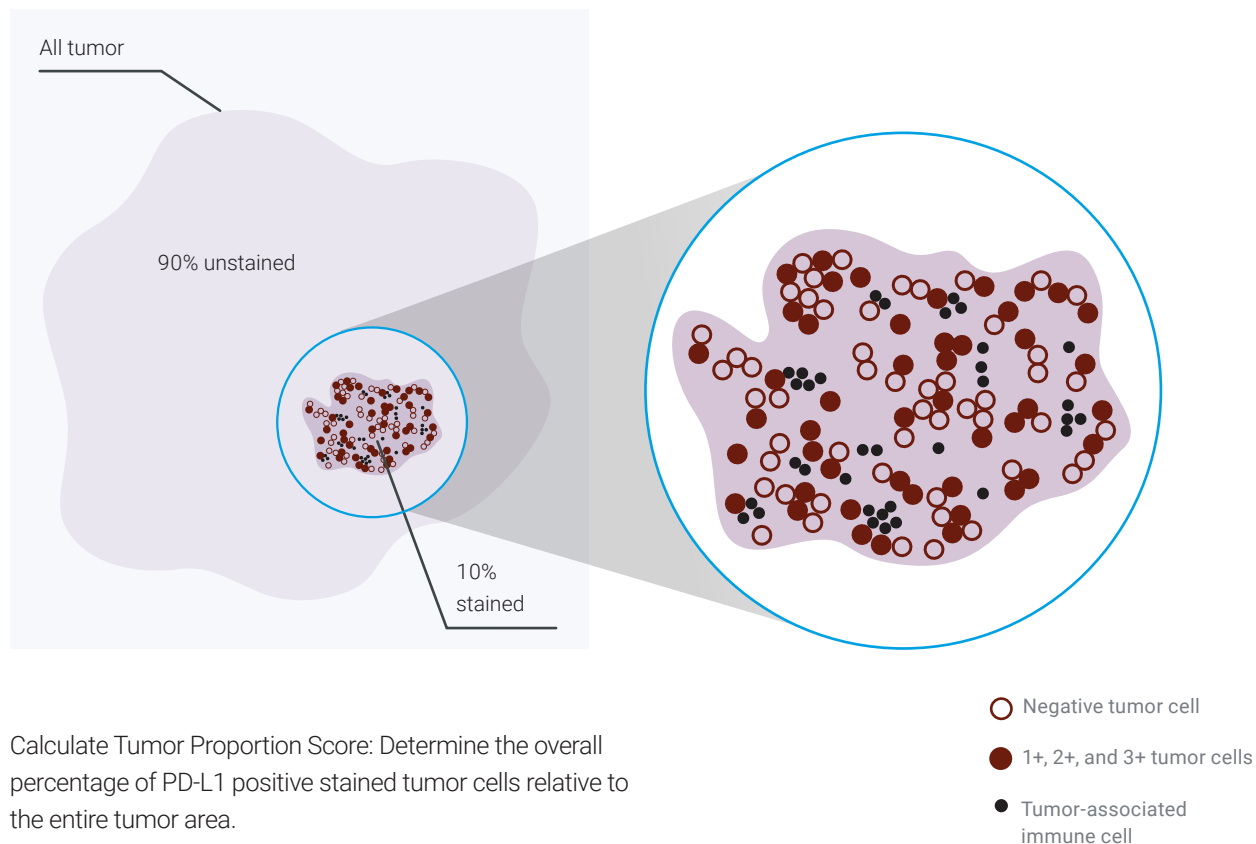 All tumor
90% unstained
10%
stained
Negative tumor cell
1+, 2+, and 3+ tumor cells
Tumor-associated
immune cell
Calculate Tumor Proportion Score: Determine the overall
percentage of PD-L1 positive stained tumor cells relative to
the entire tumor area.